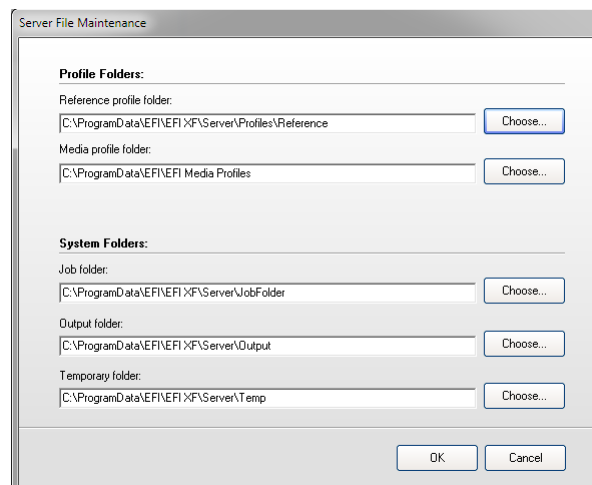 Server File Maintenance
Profile Folders:
Reference profile folder:
C:\ProgramData\EFI\EFI XF\Server\Profiles\Reference
Choose...
Media profile folder:
C:\ProgramData\EFI\EFI Media Profiles
Choose...
System Folders:
Job folder:
C:\ProgramData\EFI\EFI XF\Server\JobFolder
Choose...
Output folder:
C:\ProgramData\EFI\EFI XF\Server\Output
Choose...
Temporary folder:
C:\ProgramData\EFI\EFI XF\Server\Temp
Choose...
OK
Cancel